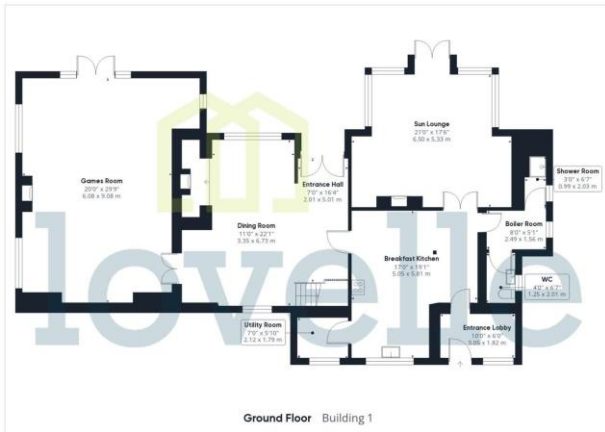 lovelle
Games Room
20'0" x 29'9"
6.08 x 9.08 m
Dining Room
11'0" x 22'1"
3.35 x 6.73 m
Entrance Hall
7'0" x 16'4"
2.01 x 5.01 m
Sun Lounge
21'0" x 17'6"
6.50 x 5.33 m
Shower Room
3'0" x 6'7"
0.99 x 2.03 m
Boiler Room
8'0" x 5'1"
2.49 x 1.56 m
Breakfast Kitchen
17'0" x 19'1"
5.05 x 5.81 m
WC
4'0" x 6'7"
1.25 x 2.01 m
Utility Room
7'0" x 5'10"
2.12 x 1.79 m
Entrance Lobby
10'0" x 6'0"
3.05 x 1.82 m
Ground Floor Building 1